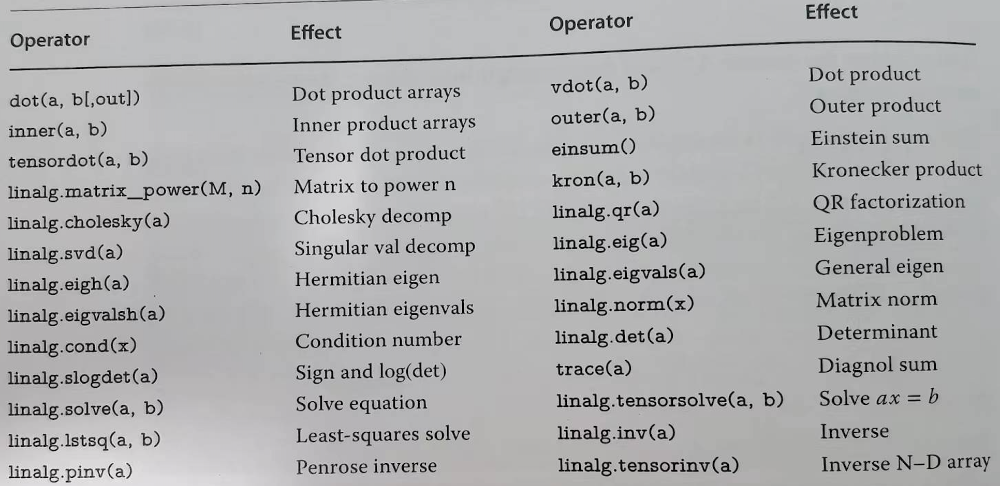 Operator Effect Operator Effect
dot(a, b[,out]) Dot product arrays vdot(a, b) Dot product
inner(a, b) Inner product arrays outer(a, b) Outer product
tensordot(a, b) Tensor dot product einsum() Einstein sum
linalg.matrix_power(M, n) Matrix to power n kron(a, b) Kronecker product
linalg.cholesky(a) Cholesky decomp linalg.qr(a) QR factorization
linalg.svd(a) Singular val decomp linalg.eig(a) Eigenproblem
linalg.eigh(a) Hermitian eigen linalg.eigvals(a) General eigen
linalg.eigvalsh(a) Hermitian eigenvals linalg.norm(x) Matrix norm
linalg.cond(x) Condition number linalg.det(a) Determinant
linalg.slogdet(a) Sign and log(det) trace(a) Diagnol sum
linalg.solve(a, b) Solve equation linalg.tensorsolve(a, b) Solve ax = b
linalg.lstsq(a, b) Least-squares solve linalg.inv(a) Inverse
linalg.pinv(a) Penrose inverse linalg.tensorinv(a) Inverse N–D array